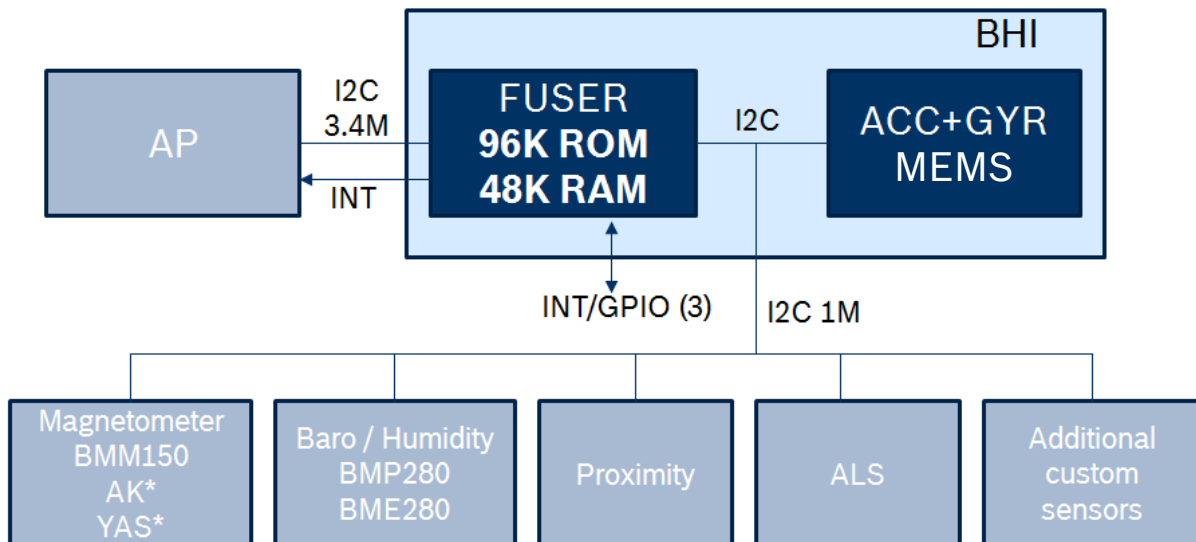 BHI
AP
I2C
3.4M
INT
FUSER
96K ROM
48K RAM
I2C
ACC+GYR
MEMS
INT/GPIO (3)
I2C 1M
Magnetometer
BMM150
AK*
YAS*
Baro / Humidity
BMP280
BME280
Proximity
ALS
Additional
custom
sensors